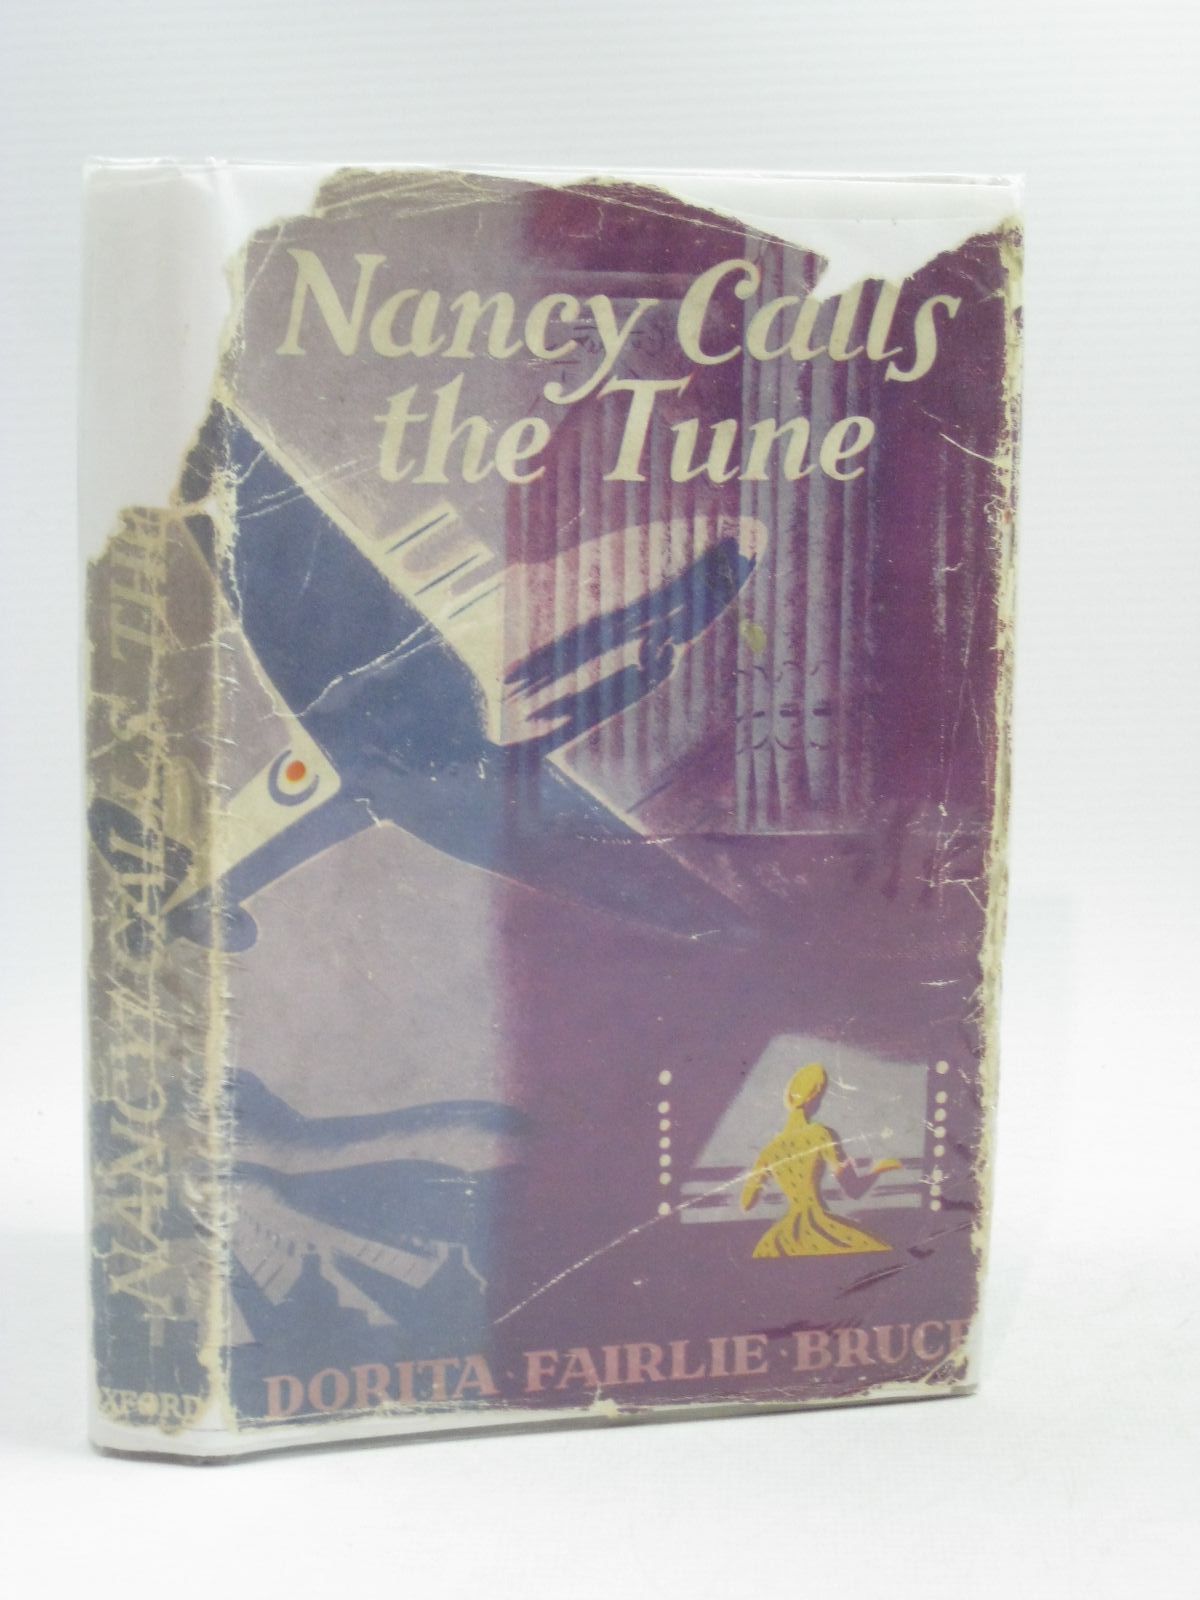 Nancy Calls
the Tune
DORITA · FAIRLIE · BRUCE
NANCY CALLS THE
OXFORD